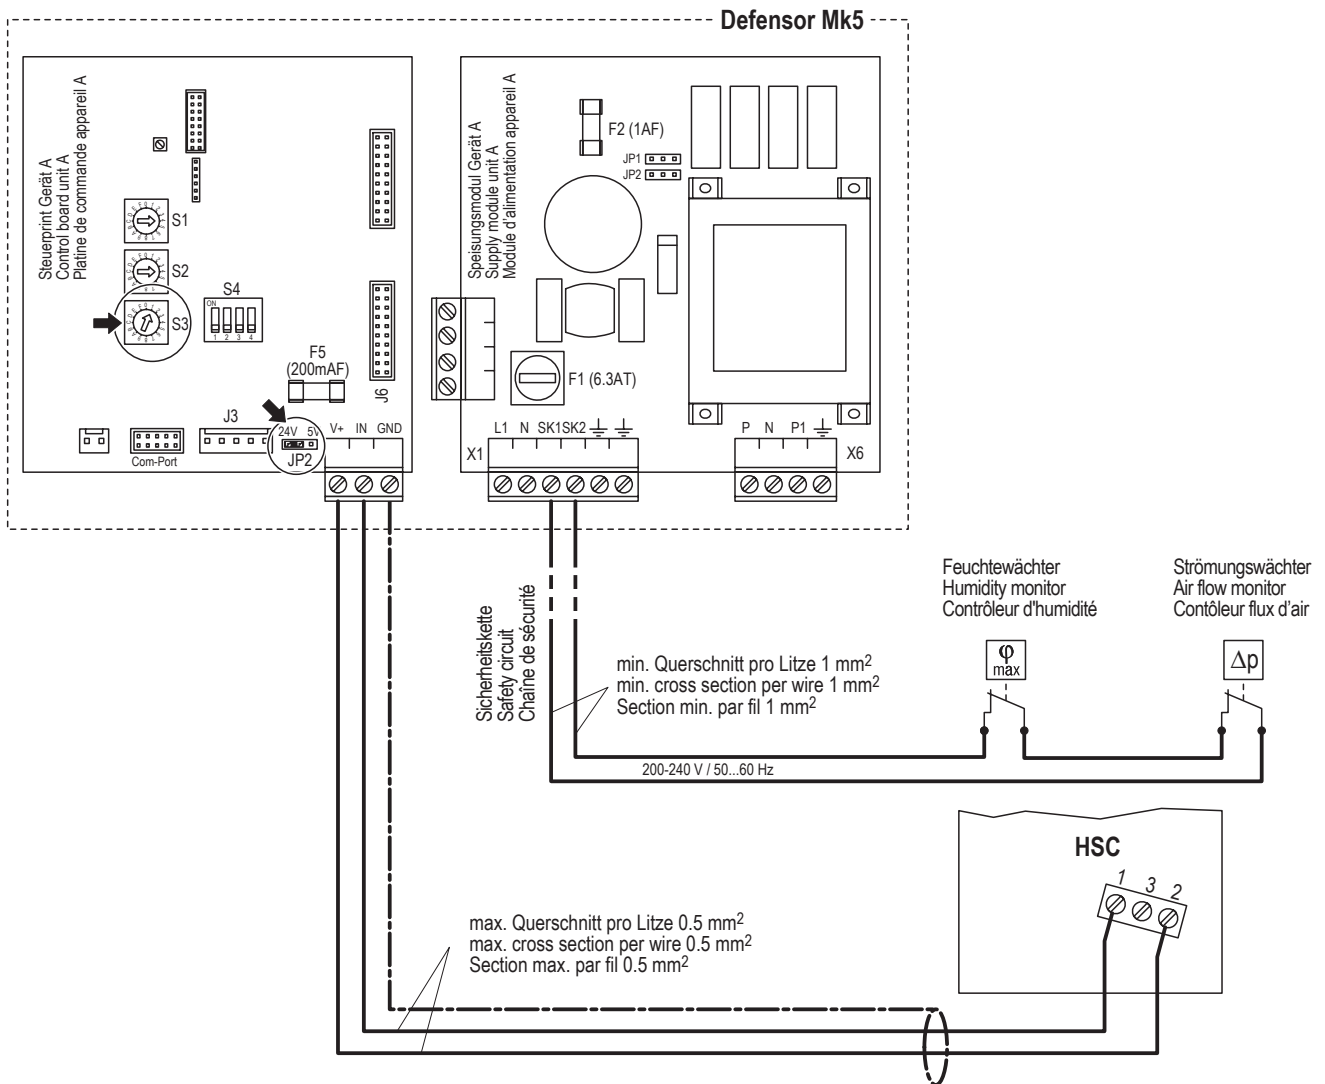 Defensor Mk5
Steuerprint Gerät A
Control board unit A
Platine de commande appareil A
S1
S2
S3
S4
ON
1 2 3 4
F5
(200mAF)
J6
J3
Com-Port
24V 5V
JP2
V+ IN GND
Speisungsmodul Gerät A
Supply module unit A
Module d'alimentation appareil A
F2 (1AF)
JP1
JP2
F1 (6.3AT)
X1
L1 N SK1 SK2
P N P1
X6
Sicherheitskette
Safety circuit
Chaîne de sécurité
min. Querschnitt pro Litze 1 mm²
min. cross section per wire 1 mm²
Section min. par fil 1 mm²
200-240 V / 50...60 Hz
Feuchtewächter
Humidity monitor
Contrôleur d'humidité
φ
max
Strömungswächter
Air flow monitor
Contôleur flux d'air
Δp
HSC
1 3 2
max. Querschnitt pro Litze 0.5 mm²
max. cross section per wire 0.5 mm²
Section max. par fil 0.5 mm²